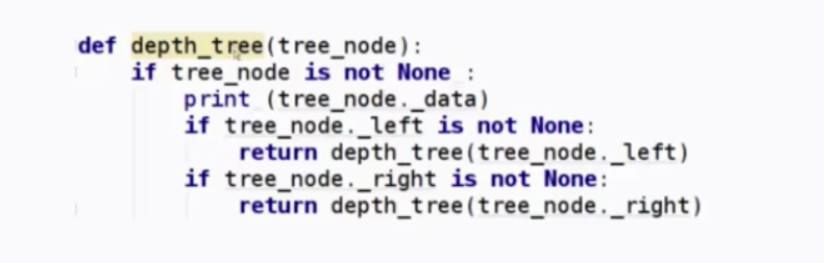 def depth_tree(tree_node):
    if tree_node is not None :
        print (tree_node._data)
        if tree_node._left is not None:
            return depth_tree(tree_node._left)
        if tree_node._right is not None:
            return depth_tree(tree_node._right)